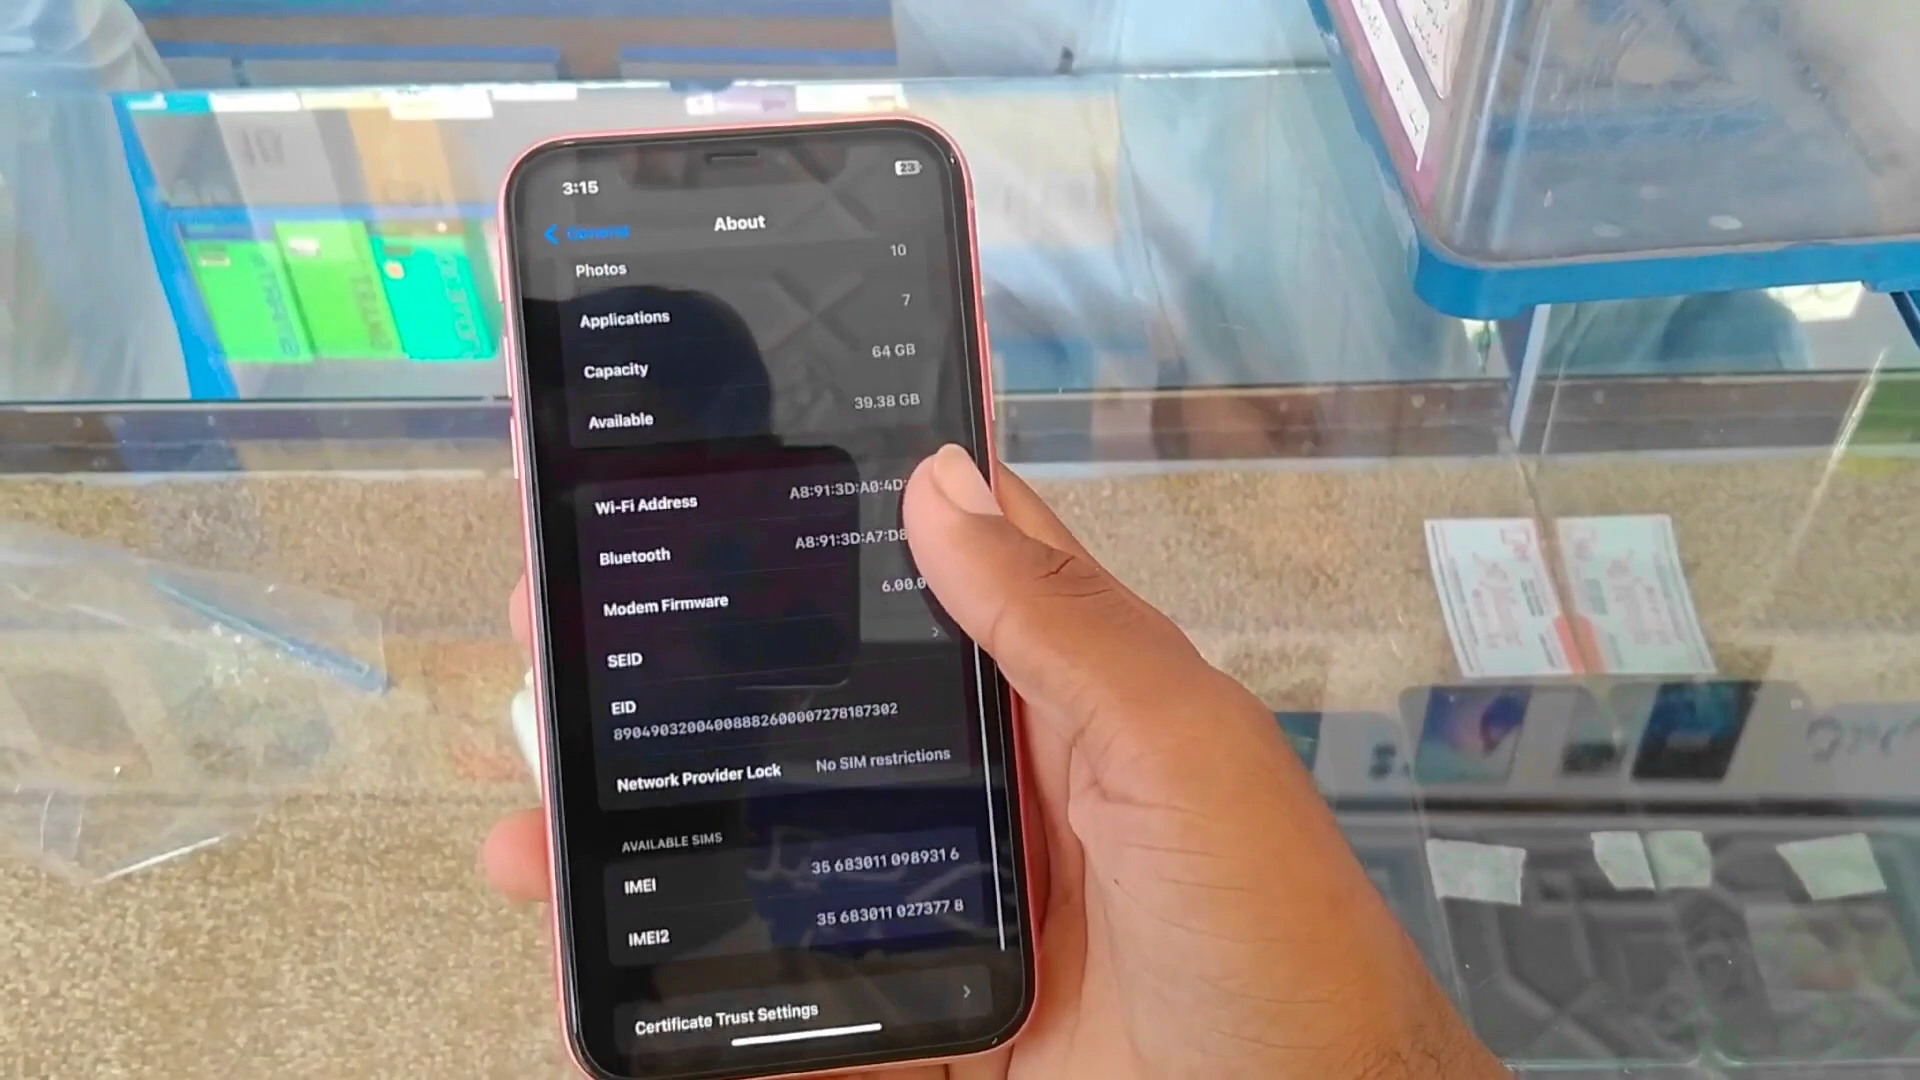 3:15
23
General
About
Photos 10
Applications 7
Capacity 64 GB
Available 39.38 GB
Wi-Fi Address A8:91:3D:A0:4D:
Bluetooth A8:91:3D:A7:D8
Modem Firmware 6.00.0
SEID
EID
89049032004008882600007278187302
Network Provider Lock No SIM restrictions
AVAILABLE SIMS
IMEI 35 683011 098931 6
IMEI2 35 683011 027377 8
Certificate Trust Settings